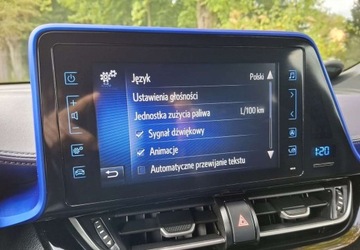 Język Polski
Ustawienia głośności
Jednostka zużycia paliwa L/100 km
Sygnał dźwiękowy
Animacje
Automatyczne przewijanie tekstu
1:20